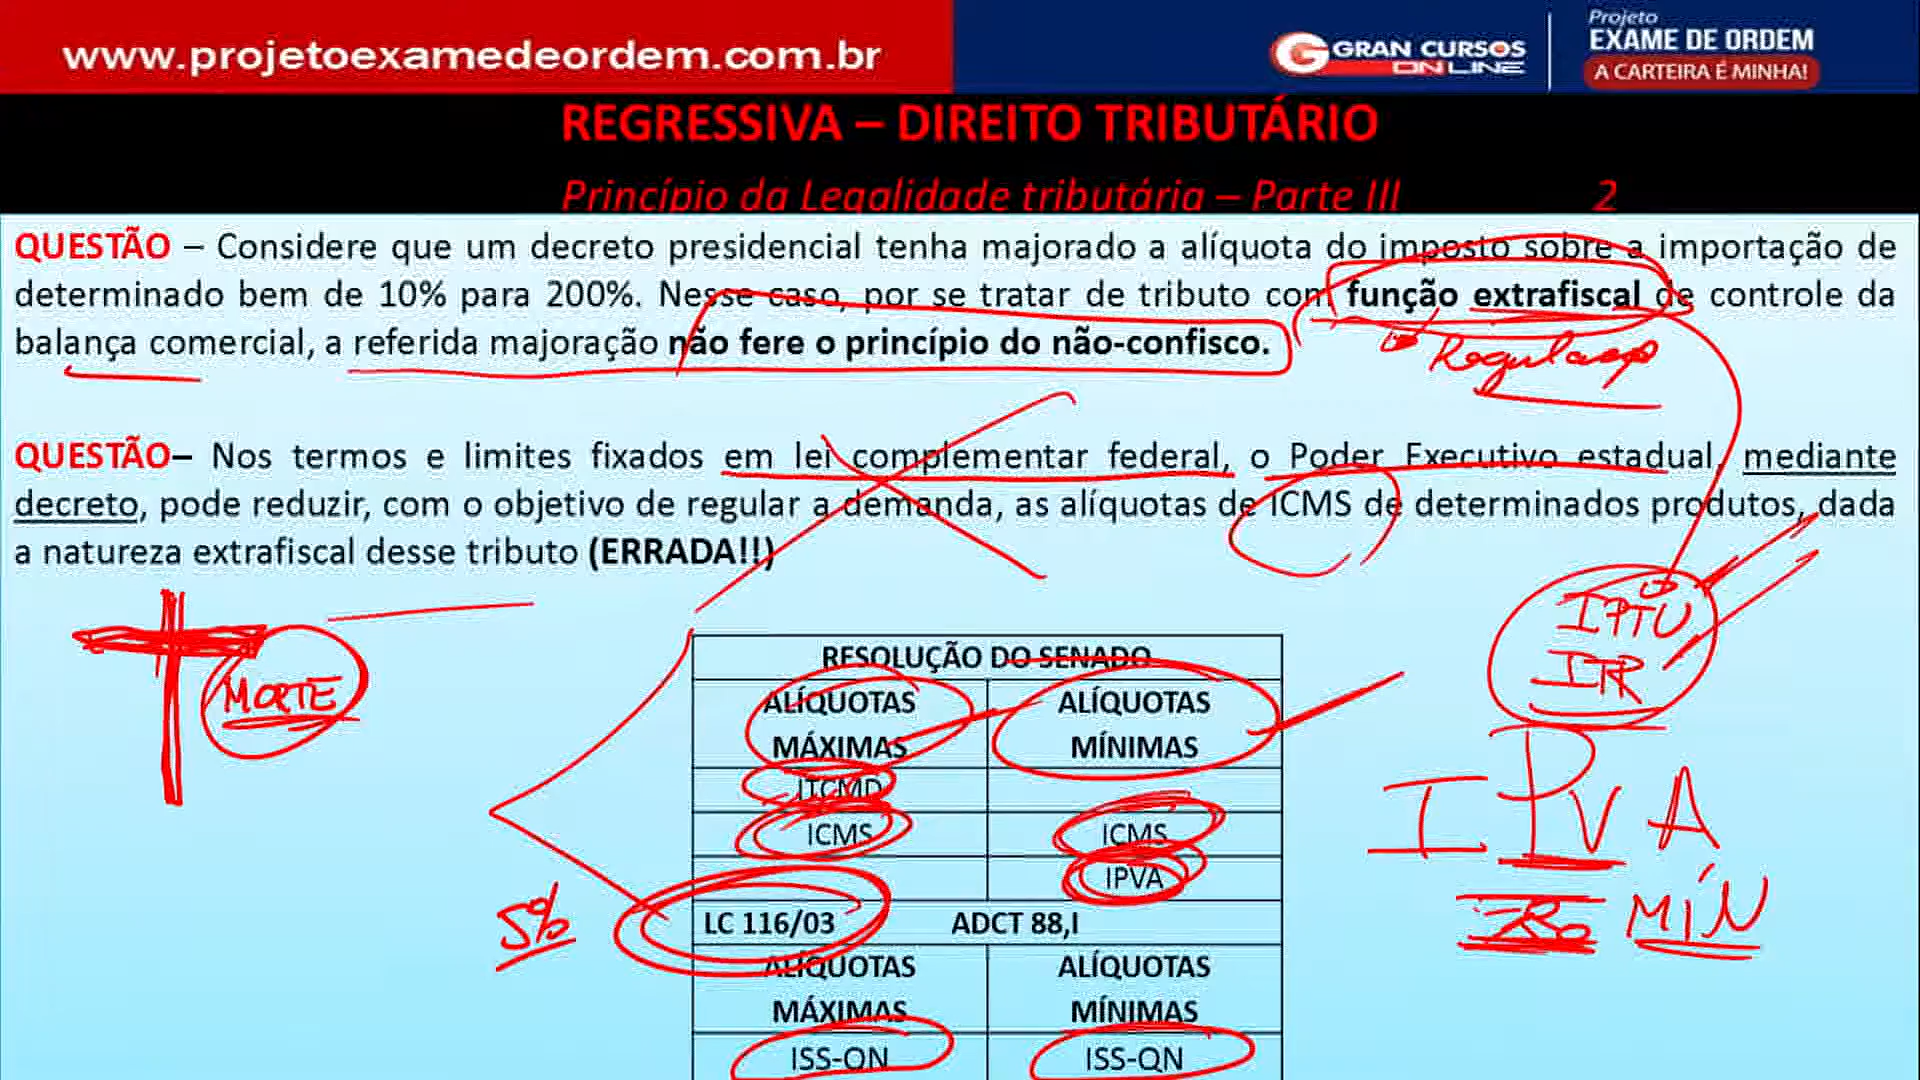 www.projetoexamedeordem.com.br
GRAN CURSOS ONLINE
Projeto
EXAME DE ORDEM
A CARTEIRA É MINHA!
REGRESSIVA – DIREITO TRIBUTÁRIO
Princípio da Legalidade tributária – Parte III 2
QUESTÃO – Considere que um decreto presidencial tenha majorado a alíquota do imposto sobre a importação de
determinado bem de 10% para 200%. Nesse caso, por se tratar de tributo com função extrafiscal de controle da
balança comercial, a referida majoração não fere o princípio do não-confisco.
QUESTÃO– Nos termos e limites fixados em lei complementar federal, o Poder Executivo estadual, mediante
decreto, pode reduzir, com o objetivo de regular a demanda, as alíquotas de ICMS de determinados produtos, dada
a natureza extrafiscal desse tributo (ERRADA!!)
IPTU
ITR
MORTE
RESOLUÇÃO DO SENADO
ALÍQUOTAS MÁXIMAS
ALÍQUOTAS MÍNIMAS
ITCMD
ICMS ICMS
IPVA
IPVA
MÍN
5%
LC 116/03 ADCT 88,I
ALÍQUOTAS MÁXIMAS
ALÍQUOTAS MÍNIMAS
ISS-QN ISS-QN